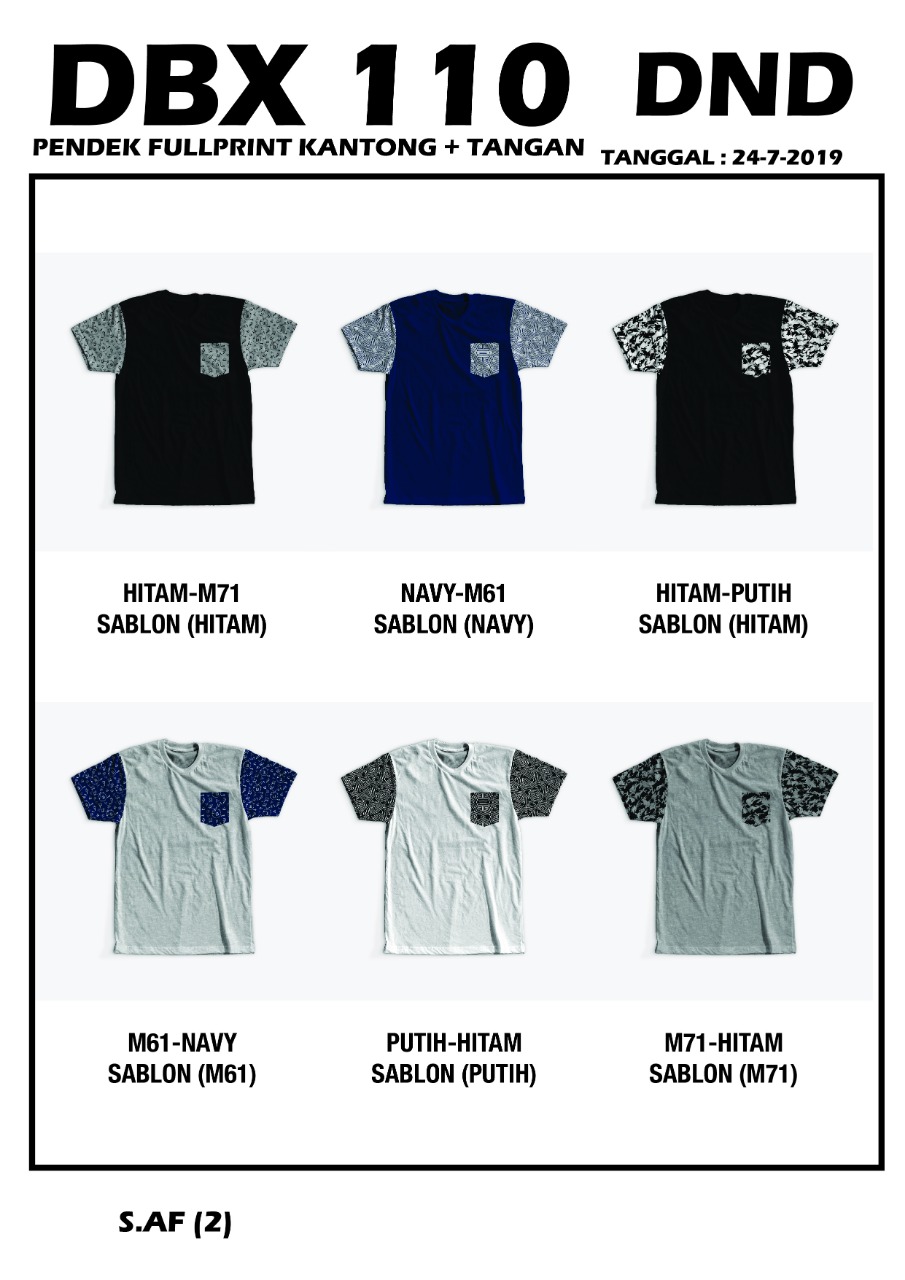 DBX 110 DND
PENDEK FULLPRINT KANTONG + TANGAN
TANGGAL : 24-7-2019
HITAM-M71
SABLON (HITAM)
NAVY-M61
SABLON (NAVY)
HITAM-PUTIH
SABLON (HITAM)
M61-NAVY
SABLON (M61)
PUTIH-HITAM
SABLON (PUTIH)
M71-HITAM
SABLON (M71)
S.AF (2)